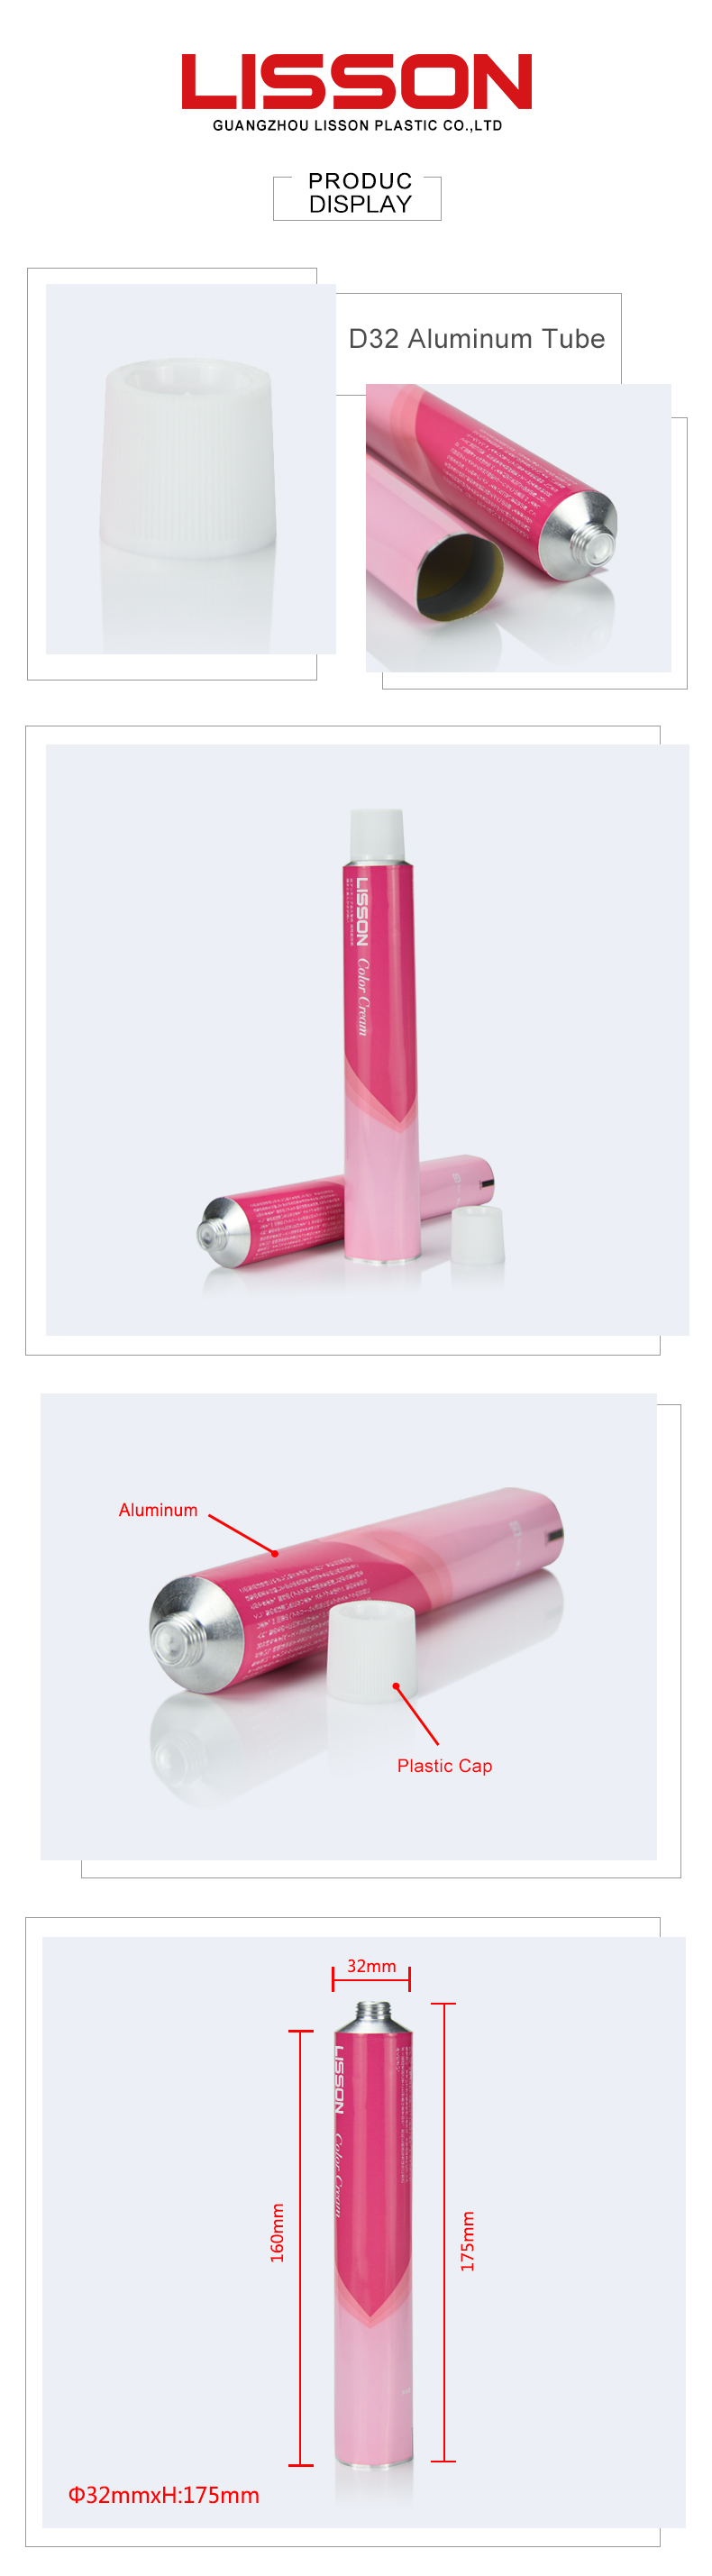 LISSON
GUANGZHOU LISSON PLASTIC CO.,LTD
PRODUC
DISPLAY
D32 Aluminum Tube
LISSON Color Cream
Aluminum
Plastic Cap
32mm
LISSON Color Cream
160mm
175mm
Φ32mmxH:175mm